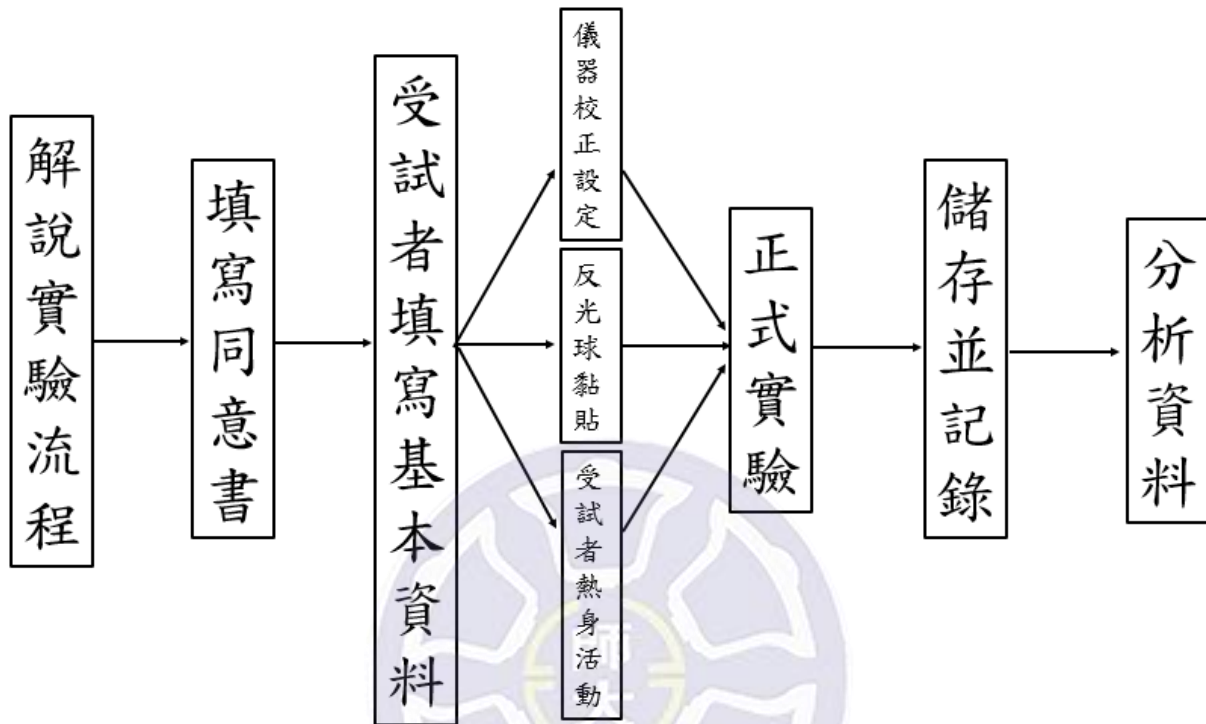 解說實驗流程
填寫同意書
受試者填寫基本資料
儀器校正設定
反光球黏貼
受試者熱身活動
正式實驗
儲存並記錄
分析資料
師大